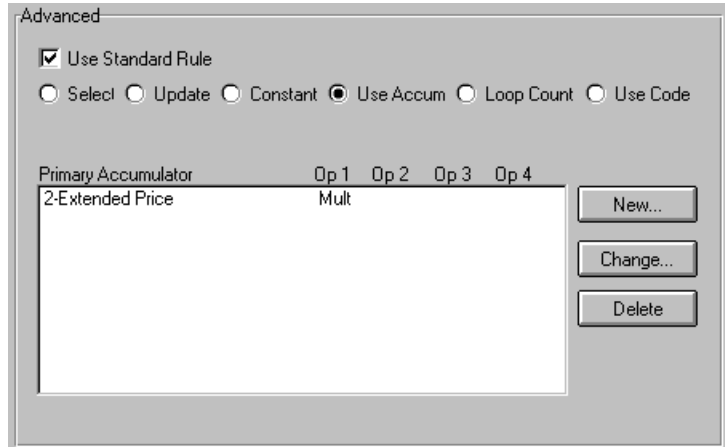 Advanced
Use Standard Rule
Select Update Constant Use Accum Loop Count Use Code
Primary Accumulator Op 1 Op 2 Op 3 Op 4
2-Extended Price Mult
New...
Change...
Delete